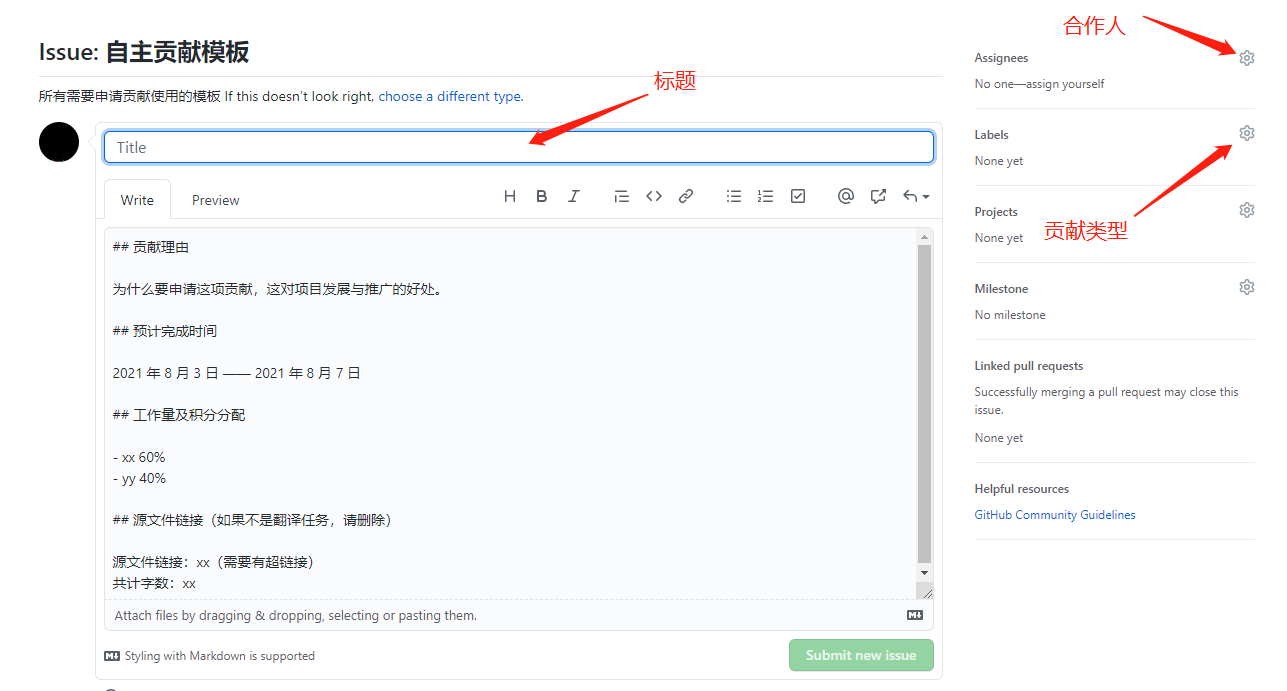 Issue: 自主贡献模板
所有需要申请贡献使用的模板 If this doesn't look right, choose a different type.
标题
Title
Write Preview
## 贡献理由
为什么要申请这项贡献，这对项目发展与推广的好处。
## 预计完成时间
2021 年 8 月 3 日 —— 2021 年 8 月 7 日
## 工作量及积分分配
- xx 60%
- yy 40%
## 源文件链接（如果不是翻译任务，请删除）
源文件链接：xx（需要有超链接）
共计字数：xx
Attach files by dragging & dropping, selecting or pasting them.
Styling with Markdown is supported
Submit new issue
合作人
Assignees
No one—assign yourself
Labels
None yet
贡献类型
Projects
None yet
Milestone
No milestone
Linked pull requests
Successfully merging a pull request may close this
issue.
None yet
Helpful resources
GitHub Community Guidelines